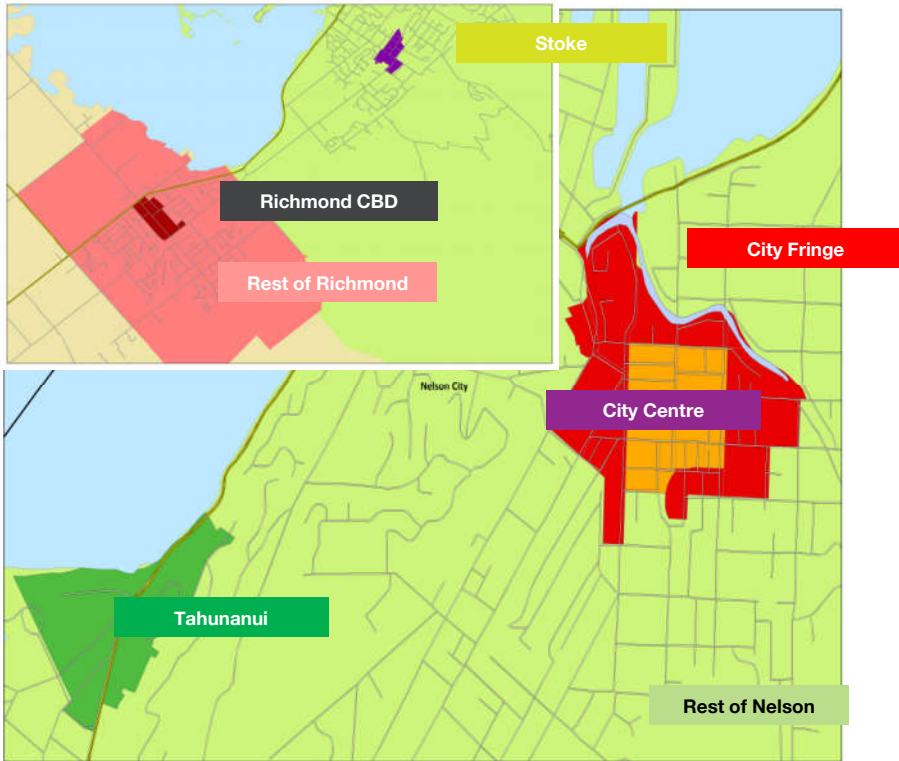 Stoke
Richmond CBD
City Fringe
Rest of Richmond
Nelson City
City Centre
Tahunanui
Rest of Nelson